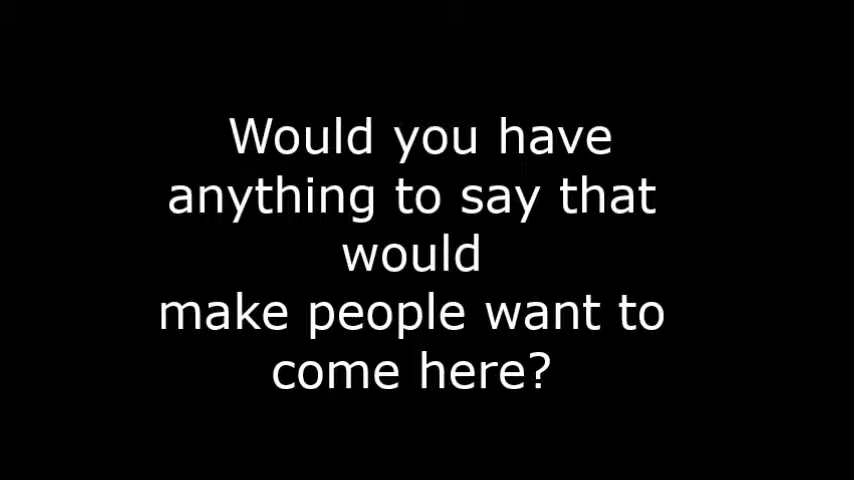 Would you have
anything to say that
would
make people want to
come here?